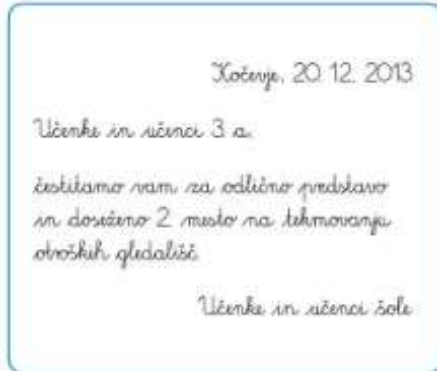 Kočevje, 20. 12. 2013
Učenke in učenci 3. a,
čestitamo vam za odlično predstavo
in doseženo 2. mesto na tekmovanju
otroških gledališč.
Učenke in učenci šole